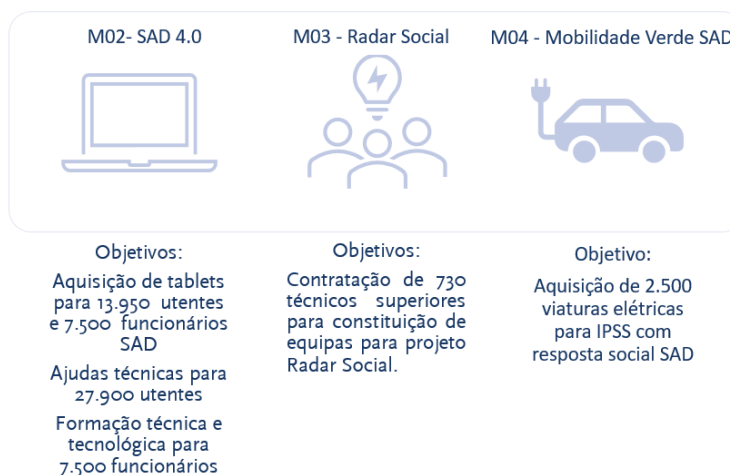 M02- SAD 4.0
M03 - Radar Social
M04 - Mobilidade Verde SAD
Objetivos:
Aquisição de tablets
para 13.950 utentes
e 7.500 funcionários
SAD
Ajudas técnicas para
27.900 utentes
Formação técnica e
tecnológica para
7.500 funcionários
Objetivos:
Contratação de 730
técnicos superiores
para constituição de
equipas para projeto
Radar Social.
Objetivo:
Aquisição de 2.500
viaturas elétricas
para IPSS com
resposta social SAD